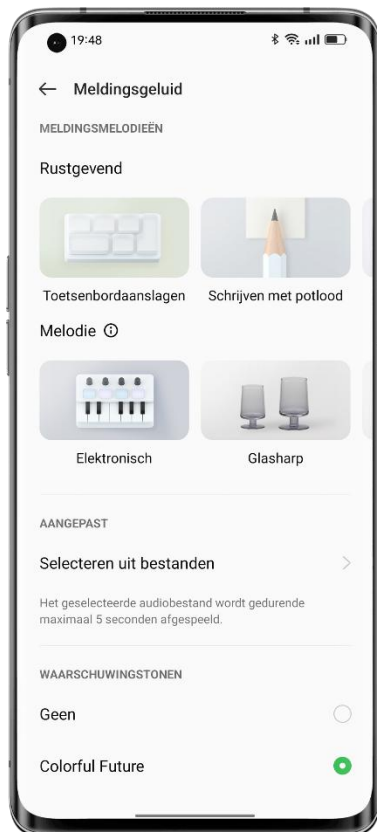 19:48
Meldingsgeluid
MELDINGSMELODIEËN
Rustgevend
Toetsenbordaanslagen
Schrijven met potlood
Melodie
Elektronisch
Glasharp
AANGEPAST
Selecteren uit bestanden
Het geselecteerde audiobestand wordt gedurende
maximaal 5 seconden afgespeeld.
WAARSCHUWINGSTONEN
Geen
Colorful Future